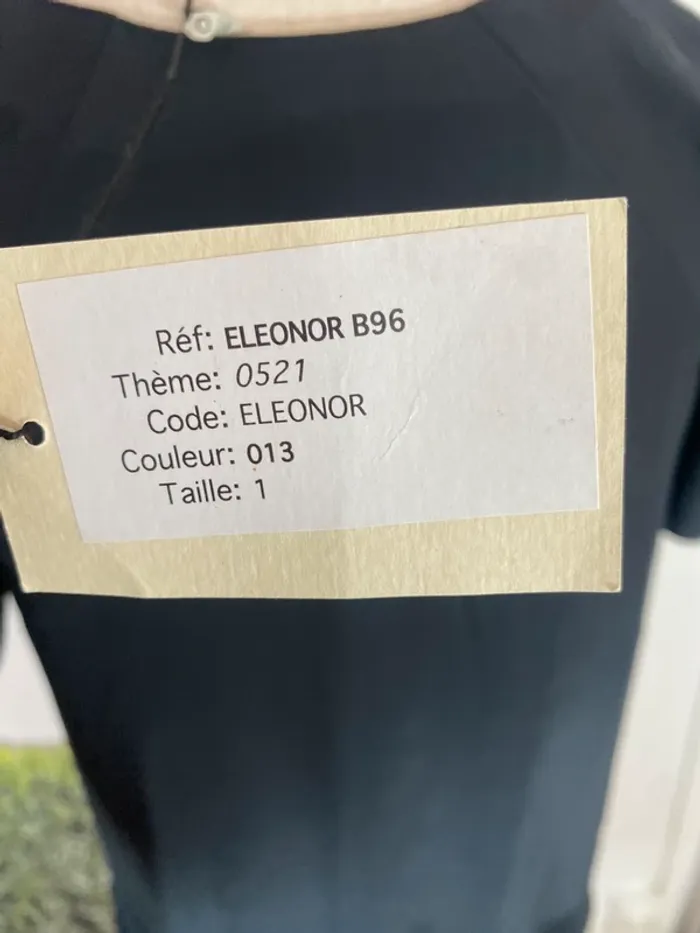 Réf: ELEONOR B96
Thème: 0521
Code: ELEONOR
Couleur: 013
Taille: 1